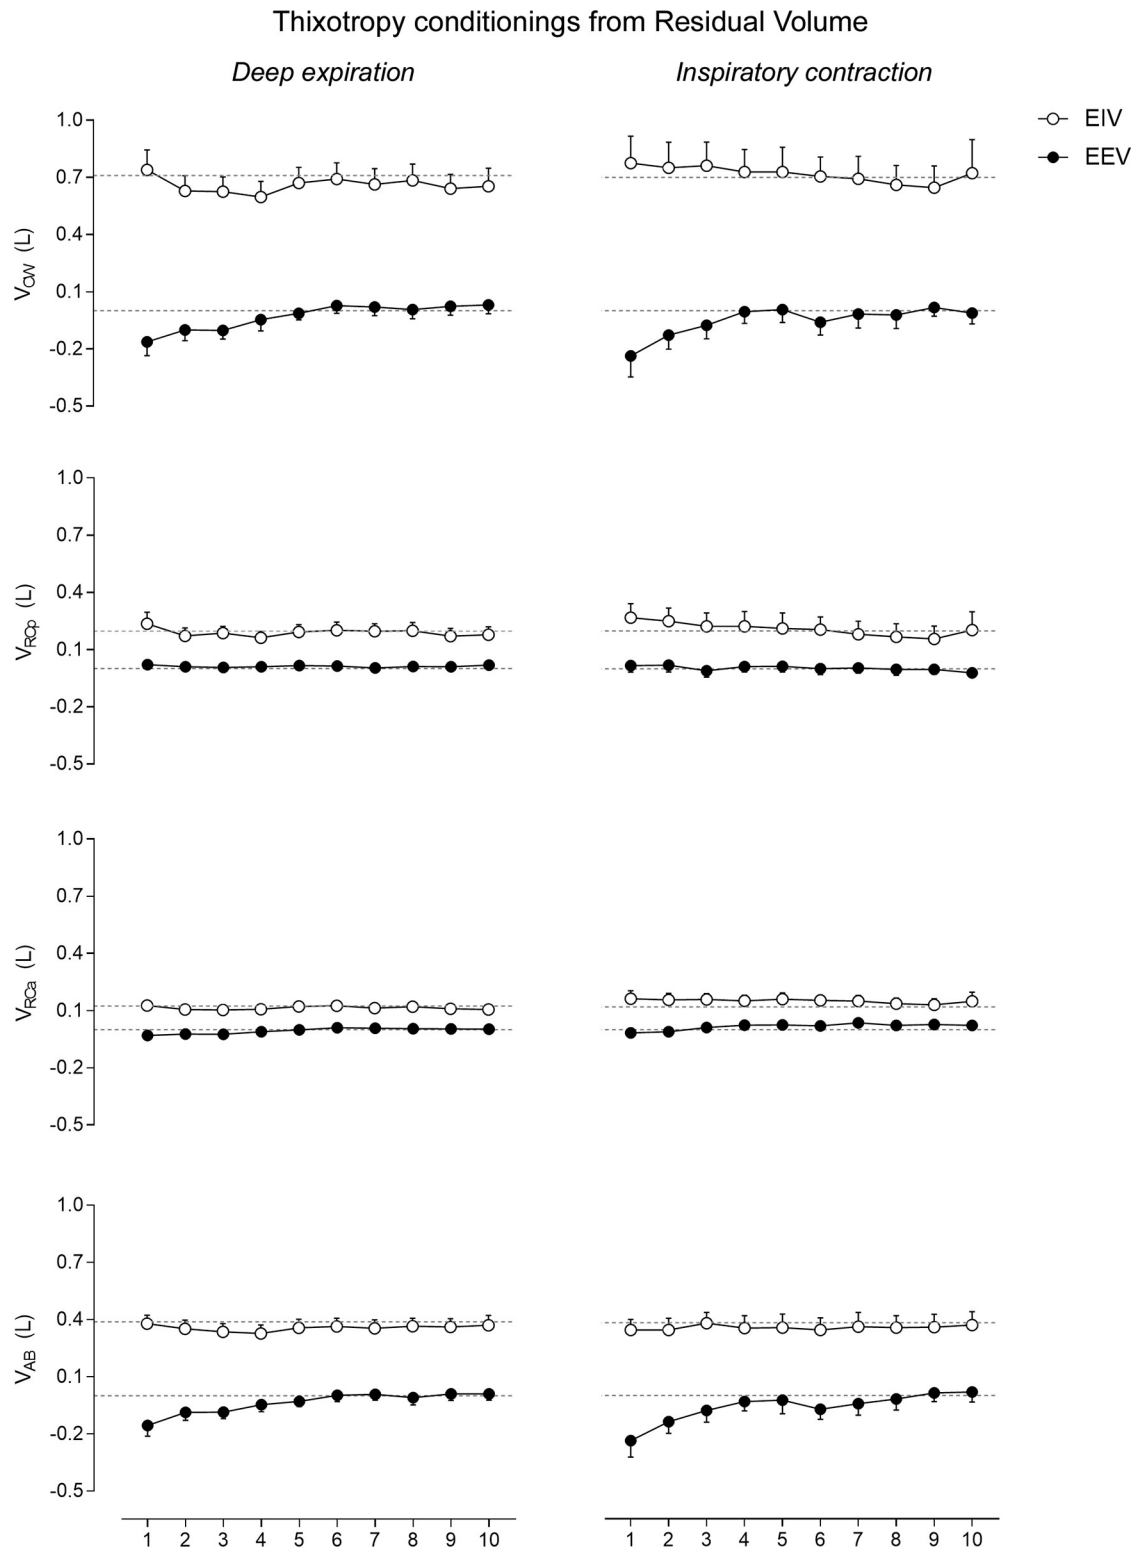 Thixotropy conditionings from Residual Volume
Deep expiration
Inspiratory contraction
EIV
EEV
1.0
0.7
0.4
0.1
-0.2
-0.5
VCW (L)
1.0
0.7
0.4
0.1
-0.2
-0.5
VRCp (L)
1.0
0.7
0.4
0.1
-0.2
-0.5
VRCa (L)
1.0
0.7
0.4
0.1
-0.2
-0.5
VAB (L)
1 2 3 4 5 6 7 8 9 10
1 2 3 4 5 6 7 8 9 10